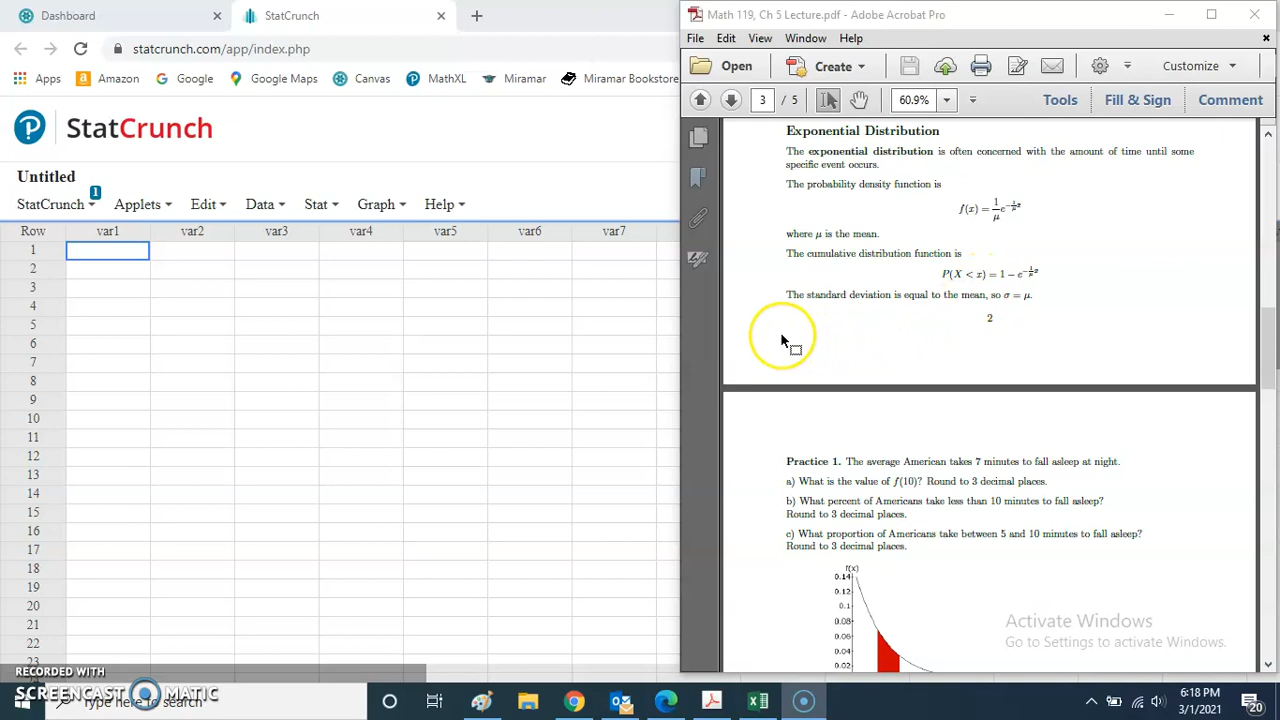 Dashboard
StatCrunch
Math 119, Ch 5 Lecture.pdf - Adobe Acrobat Pro
statcrunch.com/app/index.php
File Edit View Window Help
Apps Amazon Google Google Maps Canvas MathXL Miramar Miramar Bookstore
Open Create Customize
3 / 5 60.9% Tools Fill & Sign Comment
StatCrunch
Untitled
1
StatCrunch Applets Edit Data Stat Graph Help
Row var1 var2 var3 var4 var5 var6 var7
1
2
3
4
5
6
7
8
9
10
11
12
13
14
15
16
17
18
19
20
21
22
23
Exponential Distribution
The exponential distribution is often concerned with the amount of time until some
specific event occurs.
The probability density function is
f(x) = 1/μ e^{-1/μ x}
where μ is the mean.
The cumulative distribution function is
P(X < x) = 1 − e^{-1/μ x}
The standard deviation is equal to the mean, so σ = μ.
2
Practice 1. The average American takes 7 minutes to fall asleep at night.
a) What is the value of f(10)? Round to 3 decimal places.
b) What percent of Americans take less than 10 minutes to fall asleep?
Round to 3 decimal places.
c) What proportion of Americans take between 5 and 10 minutes to fall asleep?
Round to 3 decimal places.
f(x)
0.14
0.12
0.1
0.08
0.06
0.04
0.02
Activate Windows
Go to Settings to activate Windows.
RECORDED WITH
SCREENCAST MATIC
Type here to search
6:18 PM
3/1/2021
20